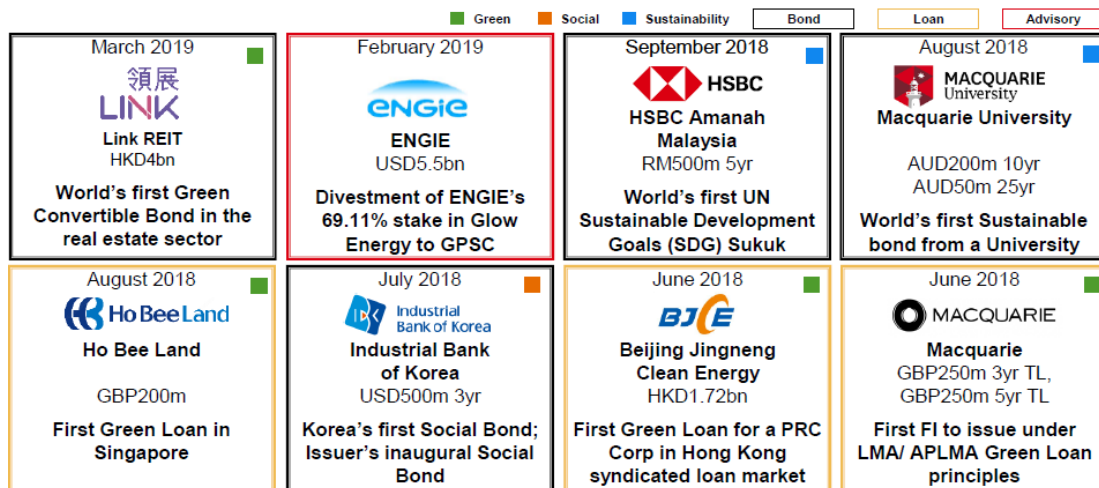 Green Social Sustainability Bond Loan Advisory
March 2019
領展
LINK
Link REIT
HKD4bn
World's first Green
Convertible Bond in the
real estate sector
February 2019
ENGIE
ENGIE
USD5.5bn
Divestment of ENGIE's
69.11% stake in Glow
Energy to GPSC
September 2018
HSBC
HSBC Amanah
Malaysia
RM500m 5yr
World's first UN
Sustainable Development
Goals (SDG) Sukuk
August 2018
MACQUARIE
University
Macquarie University
AUD200m 10yr
AUD50m 25yr
World's first Sustainable
bond from a University
August 2018
Ho Bee Land
Ho Bee Land
GBP200m
First Green Loan in
Singapore
July 2018
IBK
Industrial
Bank of Korea
Industrial Bank
of Korea
USD500m 3yr
Korea's first Social Bond;
Issuer's inaugural Social
Bond
June 2018
BJCE
Beijing Jingneng
Clean Energy
HKD1.72bn
First Green Loan for a PRC
Corp in Hong Kong
syndicated loan market
June 2018
MACQUARIE
Macquarie
GBP250m 3yr TL,
GBP250m 5yr TL
First FI to issue under
LMA/ APLMA Green Loan
principles